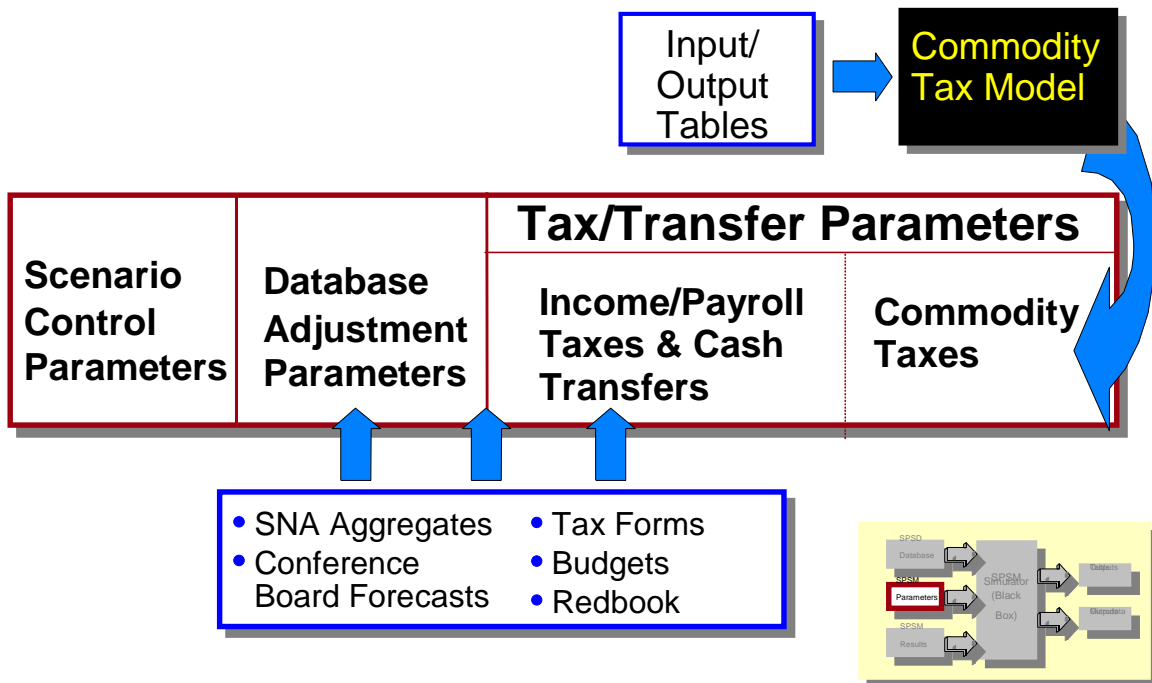 Input/
Output
Tables
Commodity
Tax Model
Tax/Transfer Parameters
Scenario
Control
Parameters
Database
Adjustment
Parameters
Income/Payroll
Taxes & Cash
Transfers
Commodity
Taxes
• SNA Aggregates
• Conference
Board Forecasts
• Tax Forms
• Budgets
• Redbook
SPSD
Database
SPSM
Parameters
SPSM
Results
SPSM
Simulator
(Black
Box)